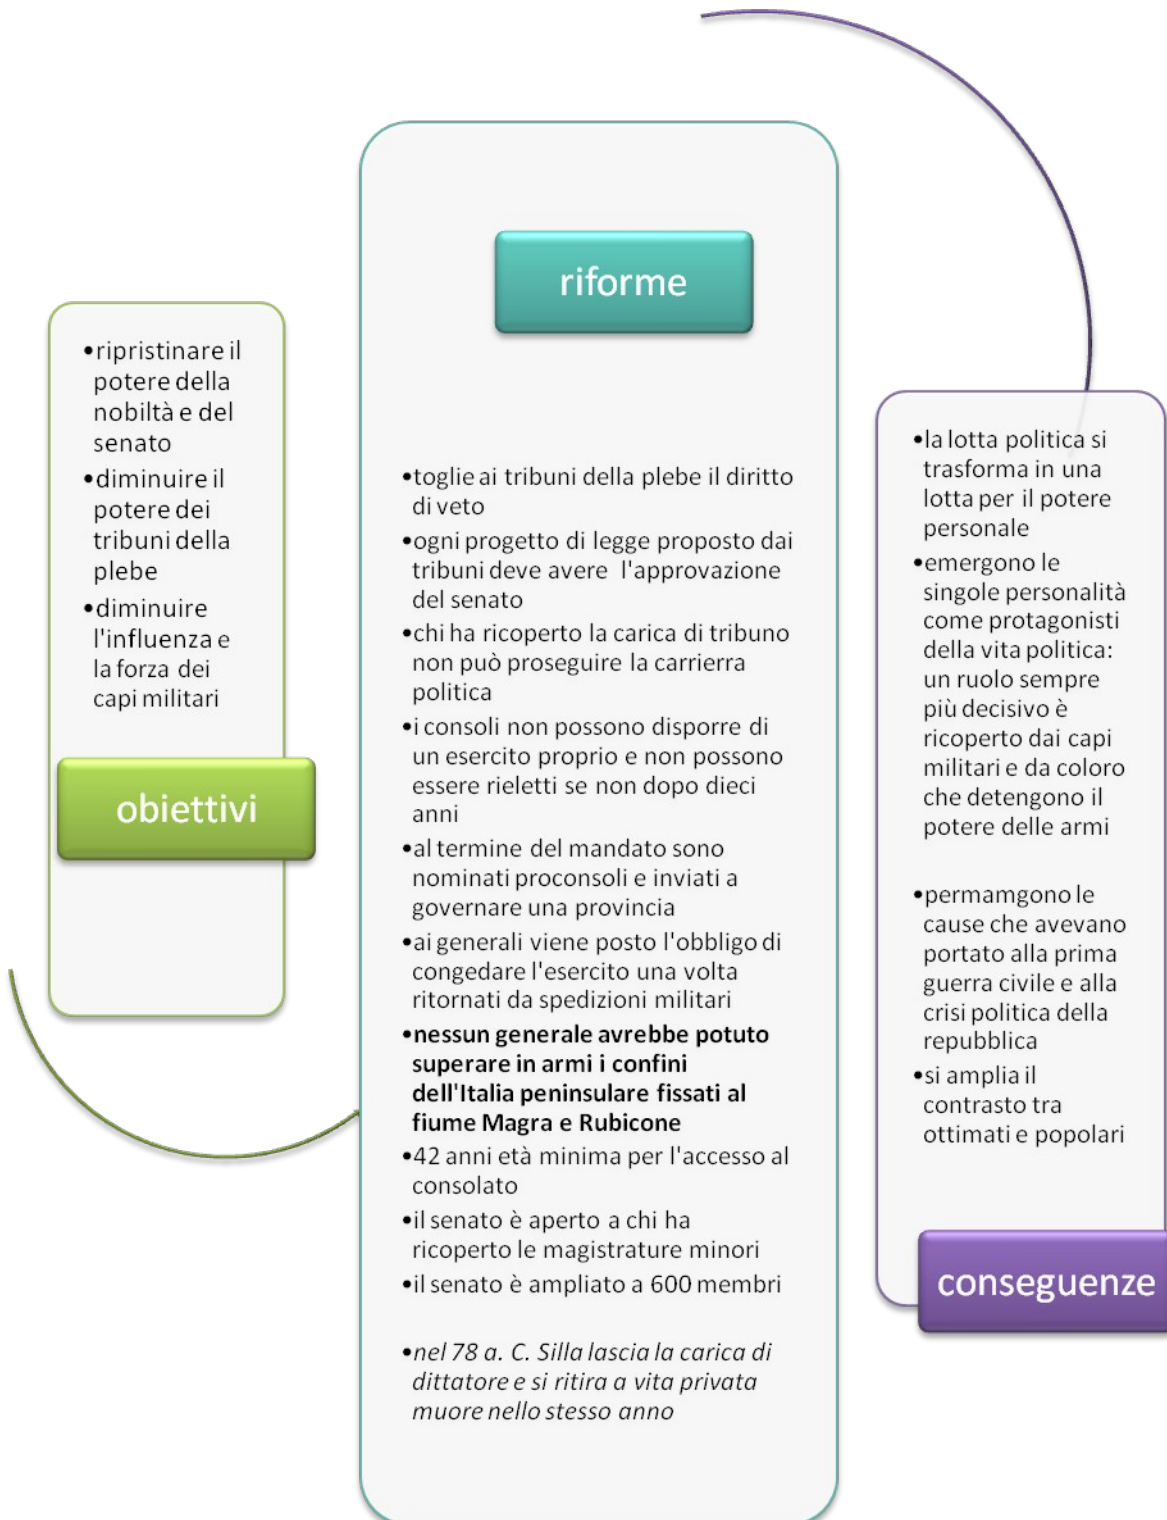 •ripristinare il
potere della
nobiltà e del
senato
•diminuire il
potere dei
tribuni della
plebe
•diminuire
l'influenza e
la forza dei
capi militari
obiettivi
riforme
•toglie ai tribuni della plebe il diritto
di veto
•ogni progetto di legge proposto dai
tribuni deve avere l'approvazione
del senato
•chi ha ricoperto la carica di tribuno
non può proseguire la carrierra
politica
•i consoli non possono disporre di
un esercito proprio e non possono
essere rieletti se non dopo dieci
anni
•al termine del mandato sono
nominati proconsoli e inviati a
governare una provincia
•ai generali viene posto l'obbligo di
congedare l'esercito una volta
ritornati da spedizioni militari
•nessun generale avrebbe potuto
superare in armi i confini
dell'Italia peninsulare fissati al
fiume Magra e Rubicone
•42 anni età minima per l'accesso al
consolato
•il senato è aperto a chi ha
ricoperto le magistrature minori
•il senato è ampliato a 600 membri
•nel 78 a. C. Silla lascia la carica di
dittatore e si ritira a vita privata
muore nello stesso anno
•la lotta politica si
trasforma in una
lotta per il potere
personale
•emergono le
singole personalità
come protagonisti
della vita politica:
un ruolo sempre
più decisivo è
ricoperto dai capi
militari e da coloro
che detengono il
potere delle armi
•permamgono le
cause che avevano
portato alla prima
guerra civile e alla
crisi politica della
repubblica
•si amplia il
contrasto tra
ottimati e popolari
conseguenze